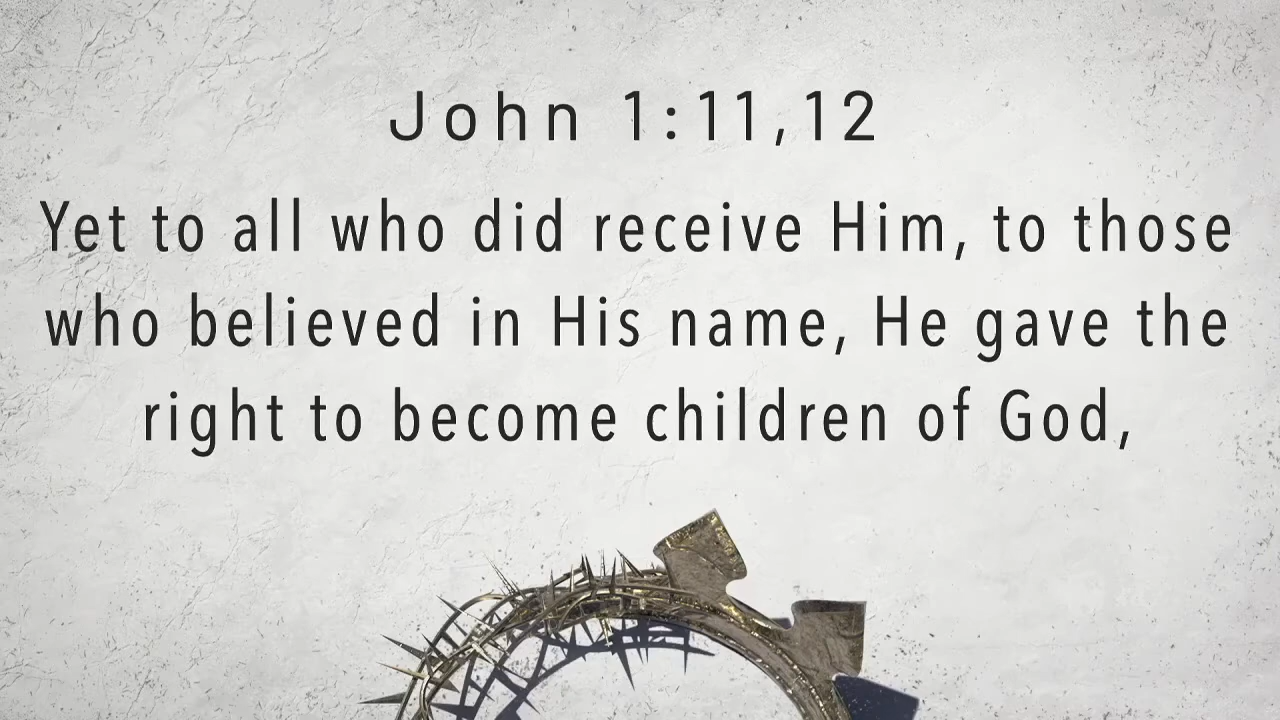 John 1:11,12
Yet to all who did receive Him, to those
who believed in His name, He gave the
right to become children of God,